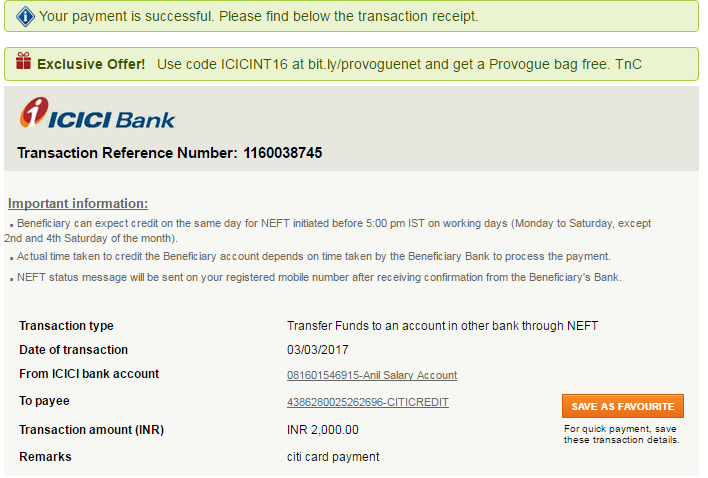 Your payment is successful. Please find below the transaction receipt.
Exclusive Offer! Use code ICICINT16 at bit.ly/provoguenet and get a Provogue bag free. TnC
ICICI Bank
Transaction Reference Number: 1160038745
Important information:
Beneficiary can expect credit on the same day for NEFT initiated before 5:00 pm IST on working days (Monday to Saturday, except
2nd and 4th Saturday of the month).
Actual time taken to credit the Beneficiary account depends on time taken by the Beneficiary Bank to process the payment.
NEFT status message will be sent on your registered mobile number after receiving confirmation from the Beneficiary's Bank.
Transaction type Transfer Funds to an account in other bank through NEFT
Date of transaction 03/03/2017
From ICICI bank account 081601546915-Anil Salary Account
To payee 4386280025262696-CITICREDIT
SAVE AS FAVOURITE
For quick payment, save
these transaction details.
Transaction amount (INR) INR 2,000.00
Remarks citi card payment